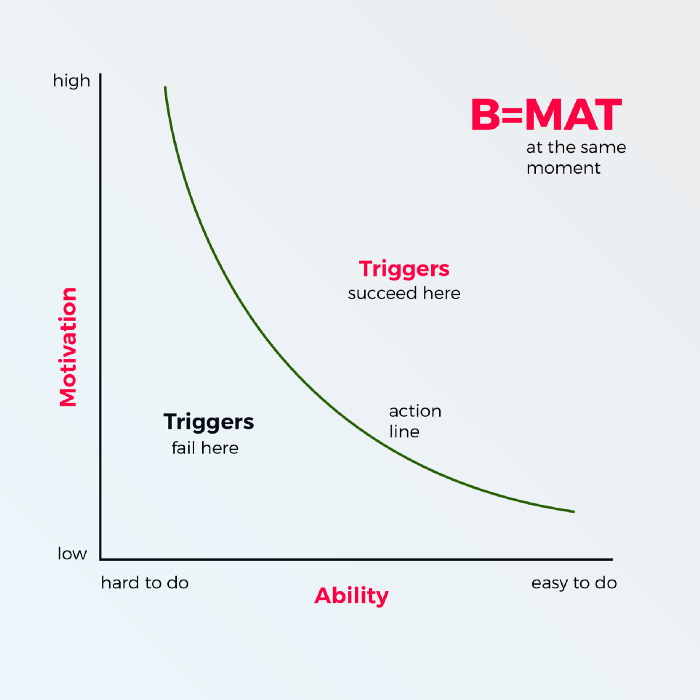 high
B=MAT
at the same
moment
Triggers
succeed here
Motivation
action
line
Triggers
fail here
low
hard to do
easy to do
Ability